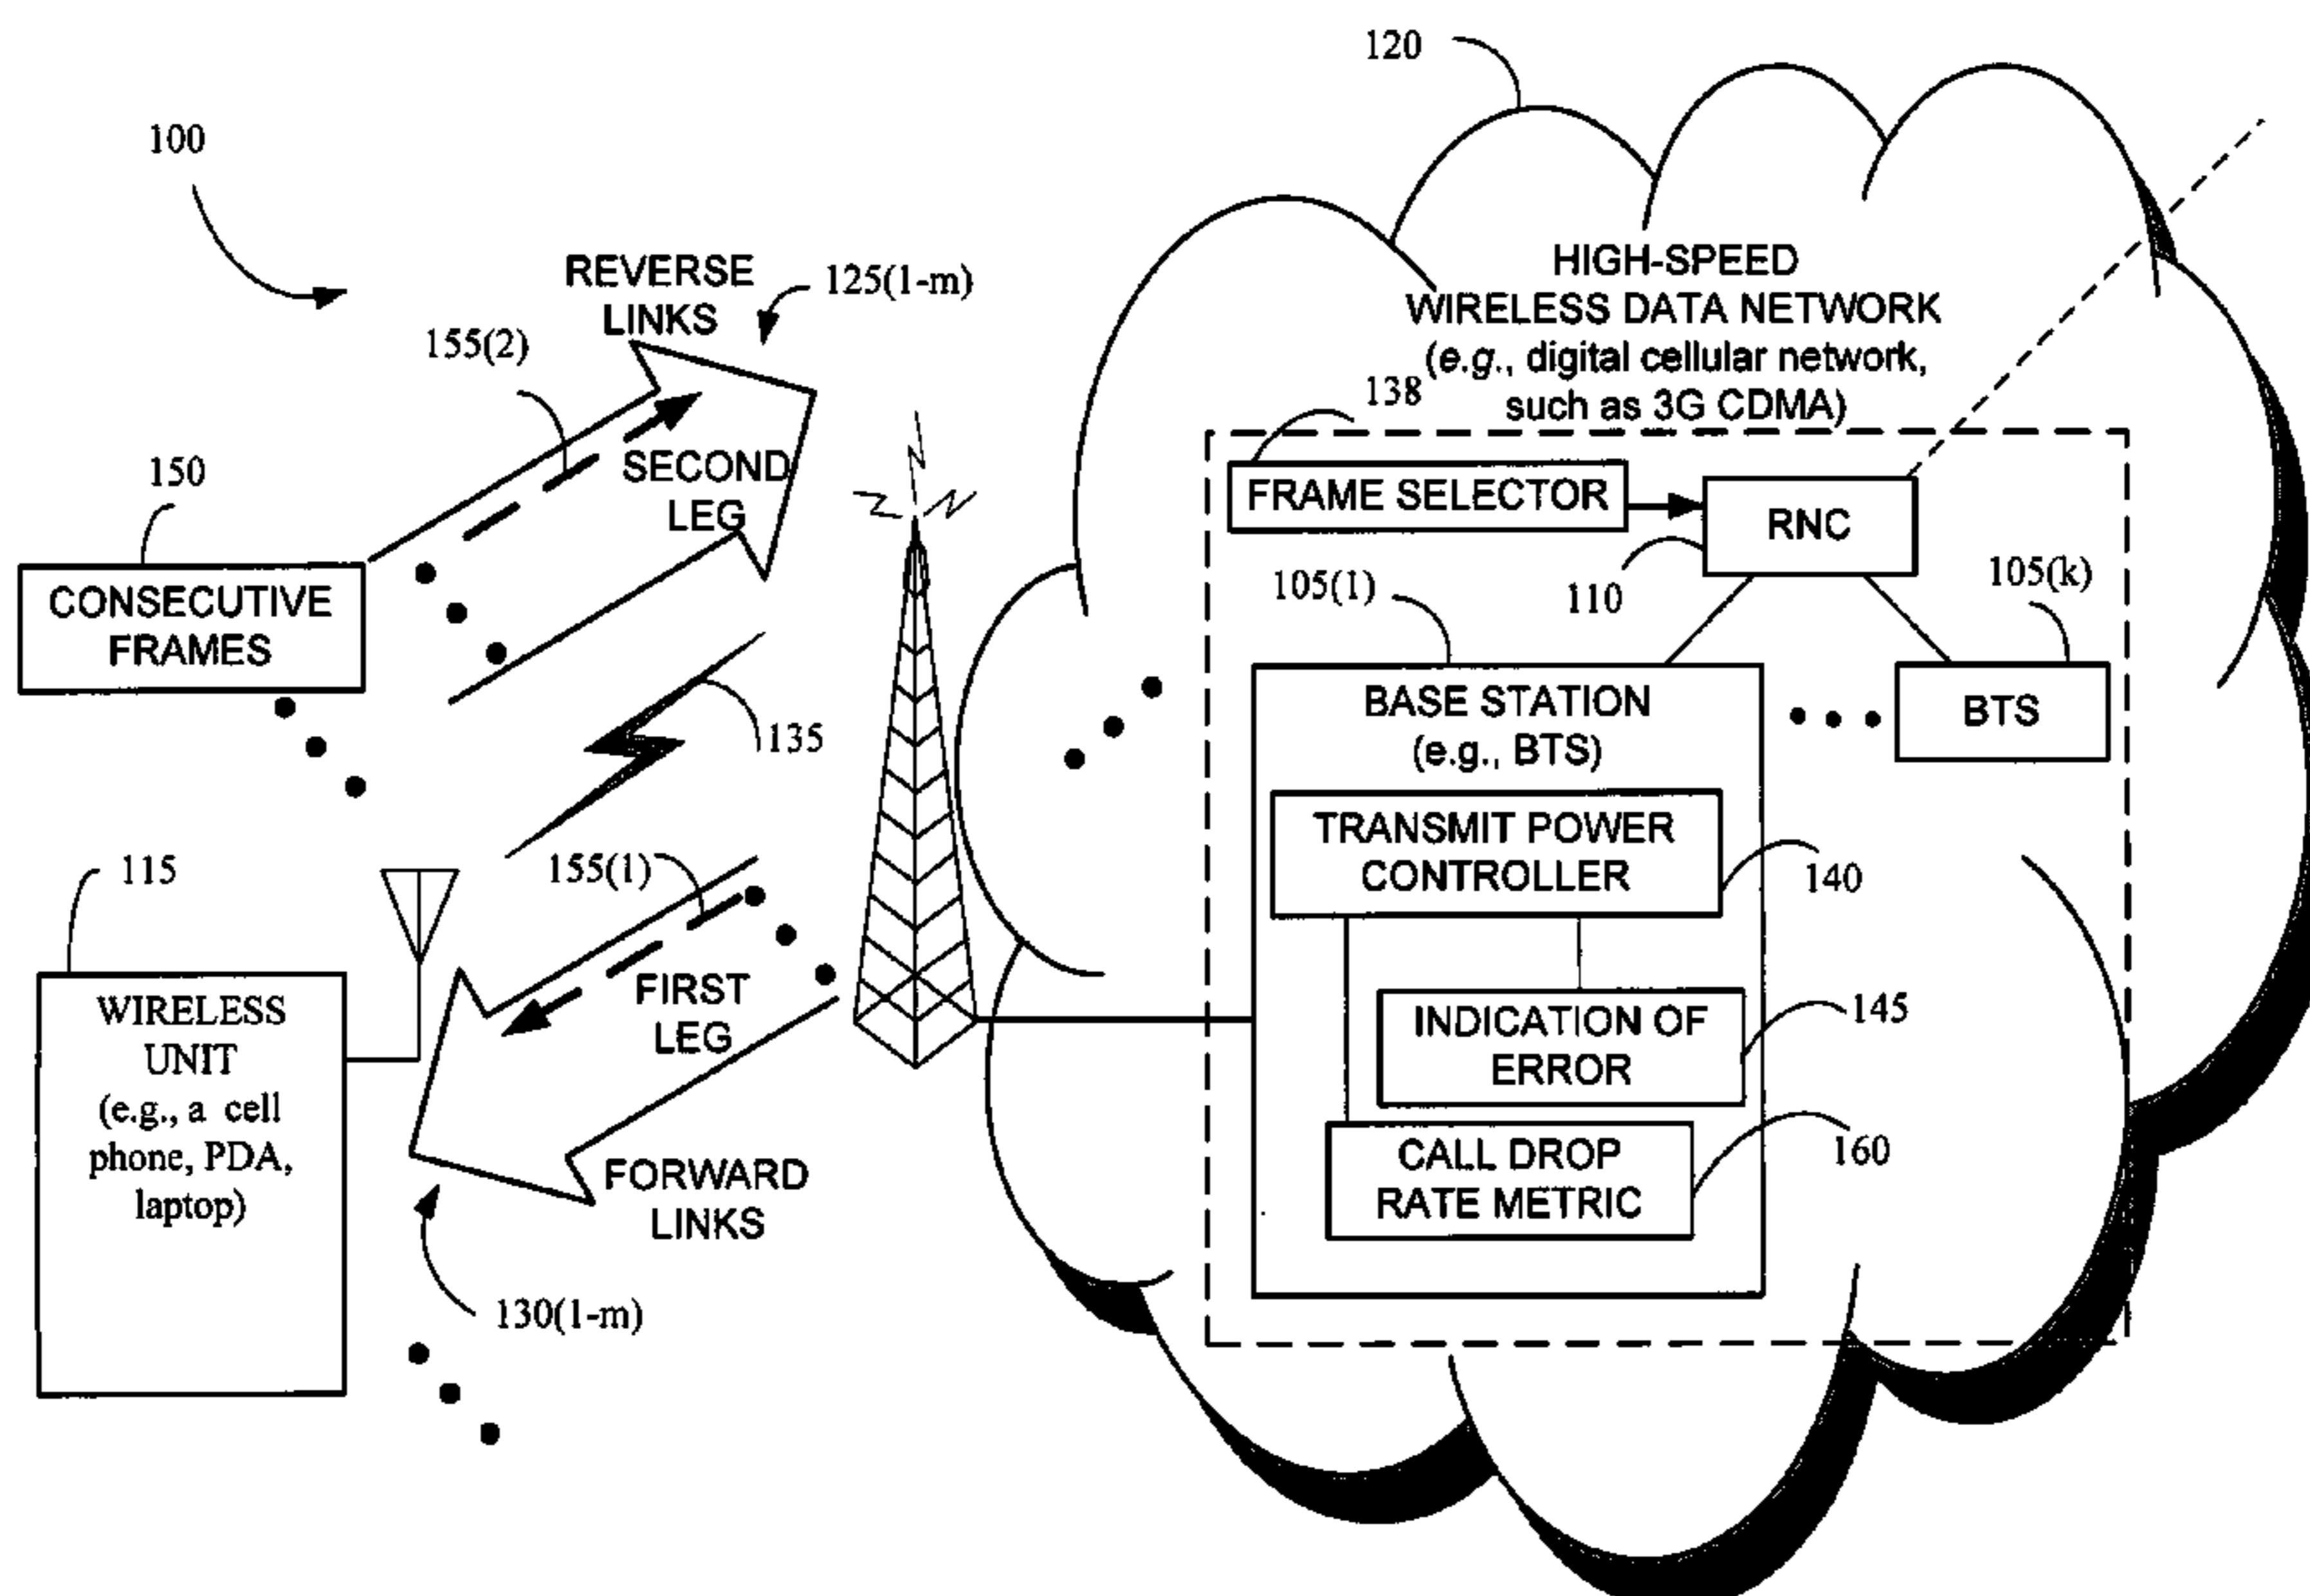 120
100
REVERSE
LINKS
125(1-m)
155(2)
HIGH-SPEED
WIRELESS DATA NETWORK
(e.g., digital cellular network,
such as 3G CDMA)
138
SECOND
LEG
150
FRAME SELECTOR
RNC
CONSECUTIVE
FRAMES
105(1)
110
105(k)
135
BASE STATION
(e.g., BTS)
BTS
TRANSMIT POWER
CONTROLLER
140
115
155(1)
FIRST
LEG
WIRELESS
UNIT
(e.g., a cell
phone, PDA,
laptop)
INDICATION OF
ERROR
145
CALL DROP
RATE METRIC
160
FORWARD
LINKS
130(1-m)